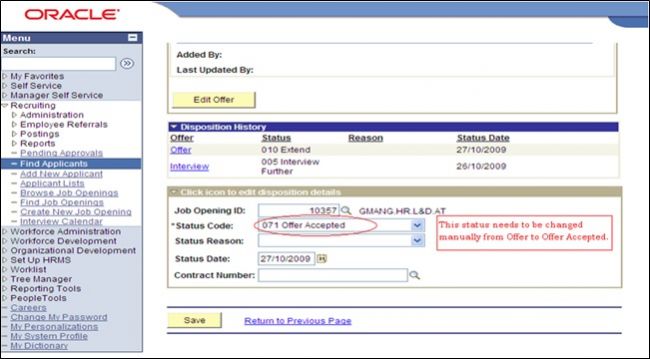 ORACLE
Menu
Search:
My Favorites
Self Service
Manager Self Service
Recruiting
Administration
Employee Referrals
Postings
Reports
Pending Approvals
Find Applicants
Add New Applicant
Applicant Lists
Browse Job Openings
Find Job Openings
Create New Job Opening
Interview Calendar
Workforce Administration
Workforce Development
Organizational Development
Set Up HRMS
Worklist
Tree Manager
Reporting Tools
PeopleTools
Careers
Change My Password
My Personalizations
My System Profile
My Dictionary
Added By:
Last Updated By:
Edit Offer
Disposition History
Offer Status Reason Status Date
Offer 010 Extend 27/10/2009
Interview 005 Interview Further 26/10/2009
Click icon to edit disposition details
Job Opening ID: 10357 GMANG.HR.L&D.AT
*Status Code: 071 Offer Accepted
Status Reason:
Status Date: 27/10/2009
Contract Number:
This status needs to be changed
manually from Offer to Offer Accepted.
Save Return to Previous Page